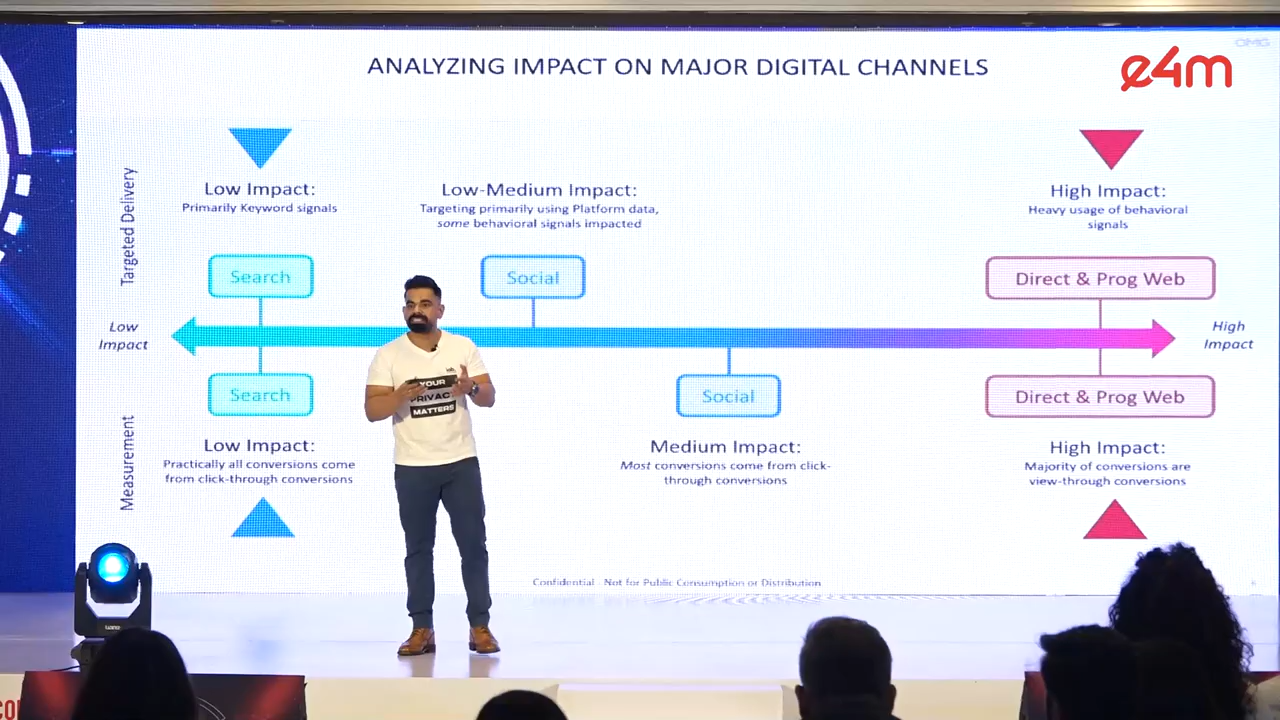 OMG
ANALYZING IMPACT ON MAJOR DIGITAL CHANNELS
e4m
Targeted Delivery
Low Impact:
Primarily Keyword signals
Low-Medium Impact:
Targeting primarily using Platform data,
some behavioral signals impacted
High Impact:
Heavy usage of behavioral
signals
Search
Social
Direct & Prog Web
Low
Impact
High
Impact
YOUR
PRIVACY
MATTERS
Search
Social
Direct & Prog Web
Measurement
Low Impact:
Practically all conversions come
from click-through conversions
Medium Impact:
Most conversions come from click-
through conversions
High Impact:
Majority of conversions are
view-through conversions
Confidential - Not for Public Consumption or Distribution